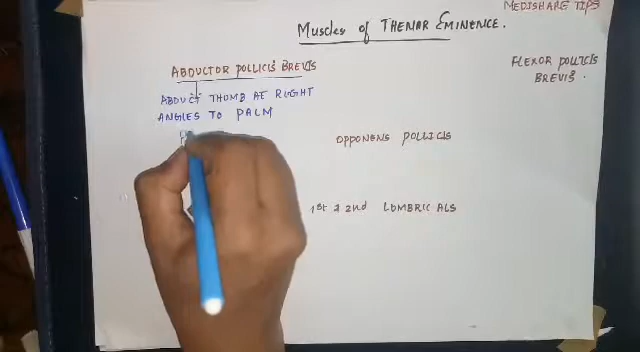 MEDISHARE TIPS
Muscles of THENAR EMINENCE.
ABDUCTOR POLLICIS BREVIS
ABDUCT THUMB AT RIGHT
ANGLES TO PALM
FLEXOR POLLICIS
BREVIS.
OPPONENS POLLICIS
1st & 2nd LUMBRICALS